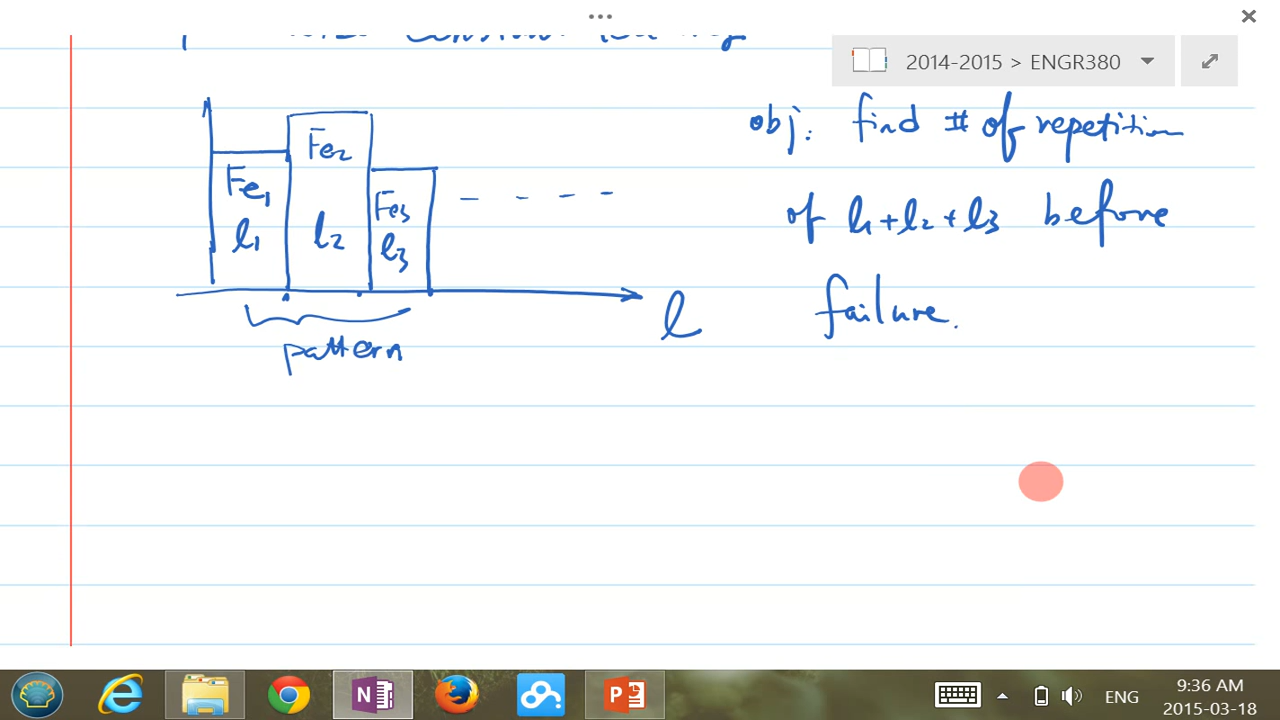 2014-2015 > ENGR380
Fe1
l1
Fe2
l2
Fe3
l3
l
pattern
obj: find # of repetition
of l1+l2+l3 before
failure.
ENG
9:36 AM
2015-03-18